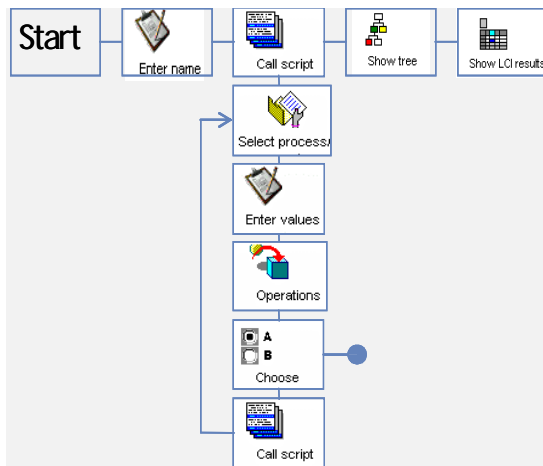 Start
Enter name
Call script
Show tree
Show LCI results
Select process/
Enter values
Operations
A
B
Choose
Call script